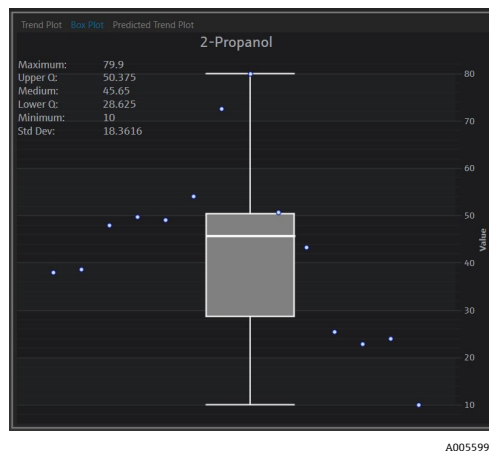 Trend Plot Box Plot Predicted Trend Plot
2-Propanol
Maximum: 79.9
Upper Q: 50.375
Medium: 45.65
Lower Q: 28.625
Minimum: 10
Std Dev: 18.3616
80
70
60
50
40
30
20
10
Value
A005599